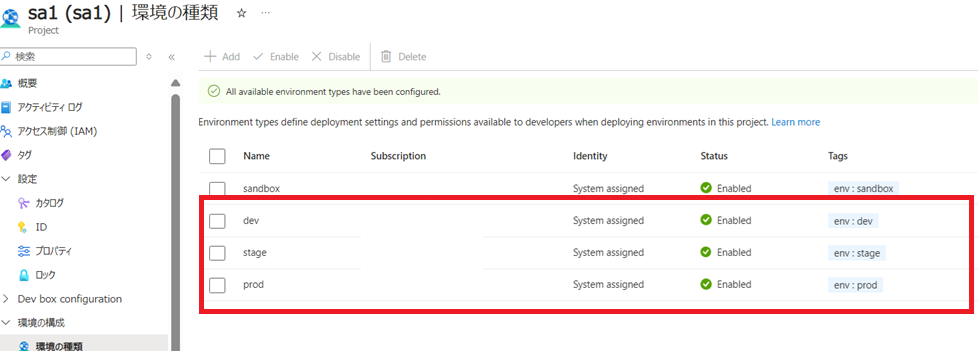 sa1 (sa1) | 環境の種類 ☆ ···
Project
検索
概要
アクティビティ ログ
アクセス制御 (IAM)
タグ
設定
カタログ
ID
プロパティ
ロック
Dev box configuration
環境の構成
環境の種類
Add Enable Disable Delete
All available environment types have been configured.
Environment types define deployment settings and permissions available to developers when deploying environments in this project. Learn more
Name Subscription Identity Status Tags
sandbox System assigned Enabled env : sandbox
dev System assigned Enabled env : dev
stage System assigned Enabled env : stage
prod System assigned Enabled env : prod